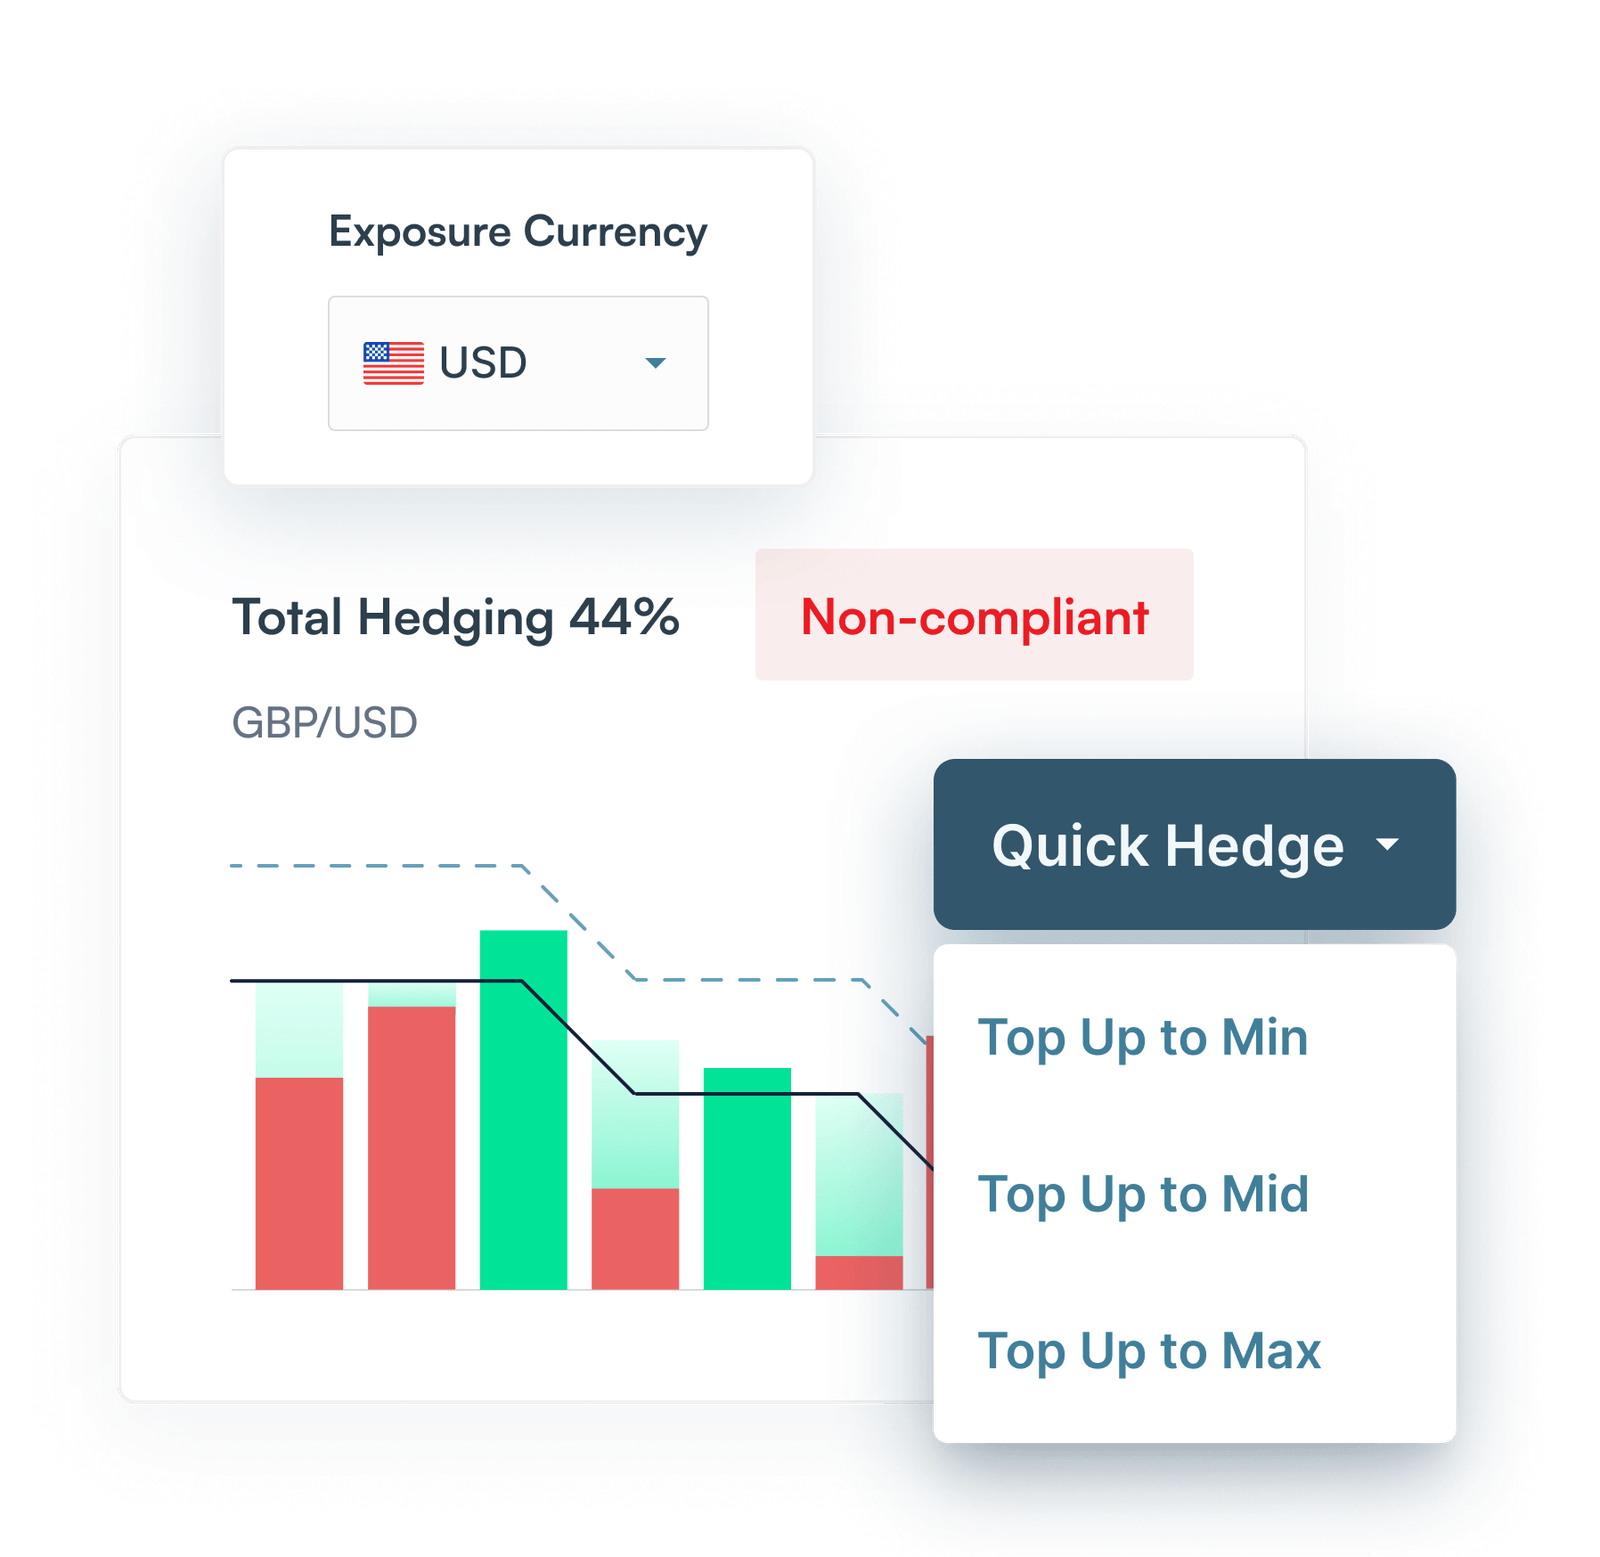 Exposure Currency
USD
Total Hedging 44%
Non-compliant
GBP/USD
Quick Hedge
Top Up to Min
Top Up to Mid
Top Up to Max